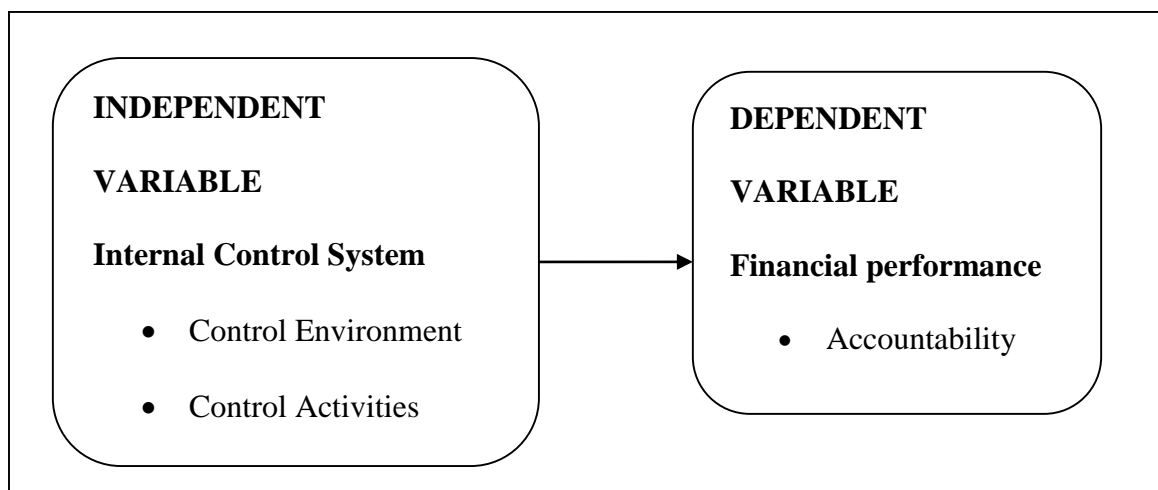 INDEPENDENT
VARIABLE
Internal Control System
• Control Environment
• Control Activities
DEPENDENT
VARIABLE
Financial performance
• Accountability